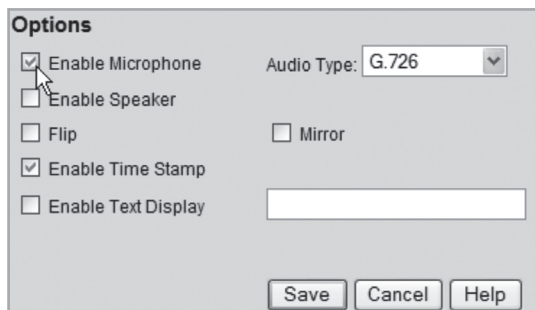 Options
Enable Microphone Audio Type: G.726
Enable Speaker
Flip Mirror
Enable Time Stamp
Enable Text Display
Save Cancel Help